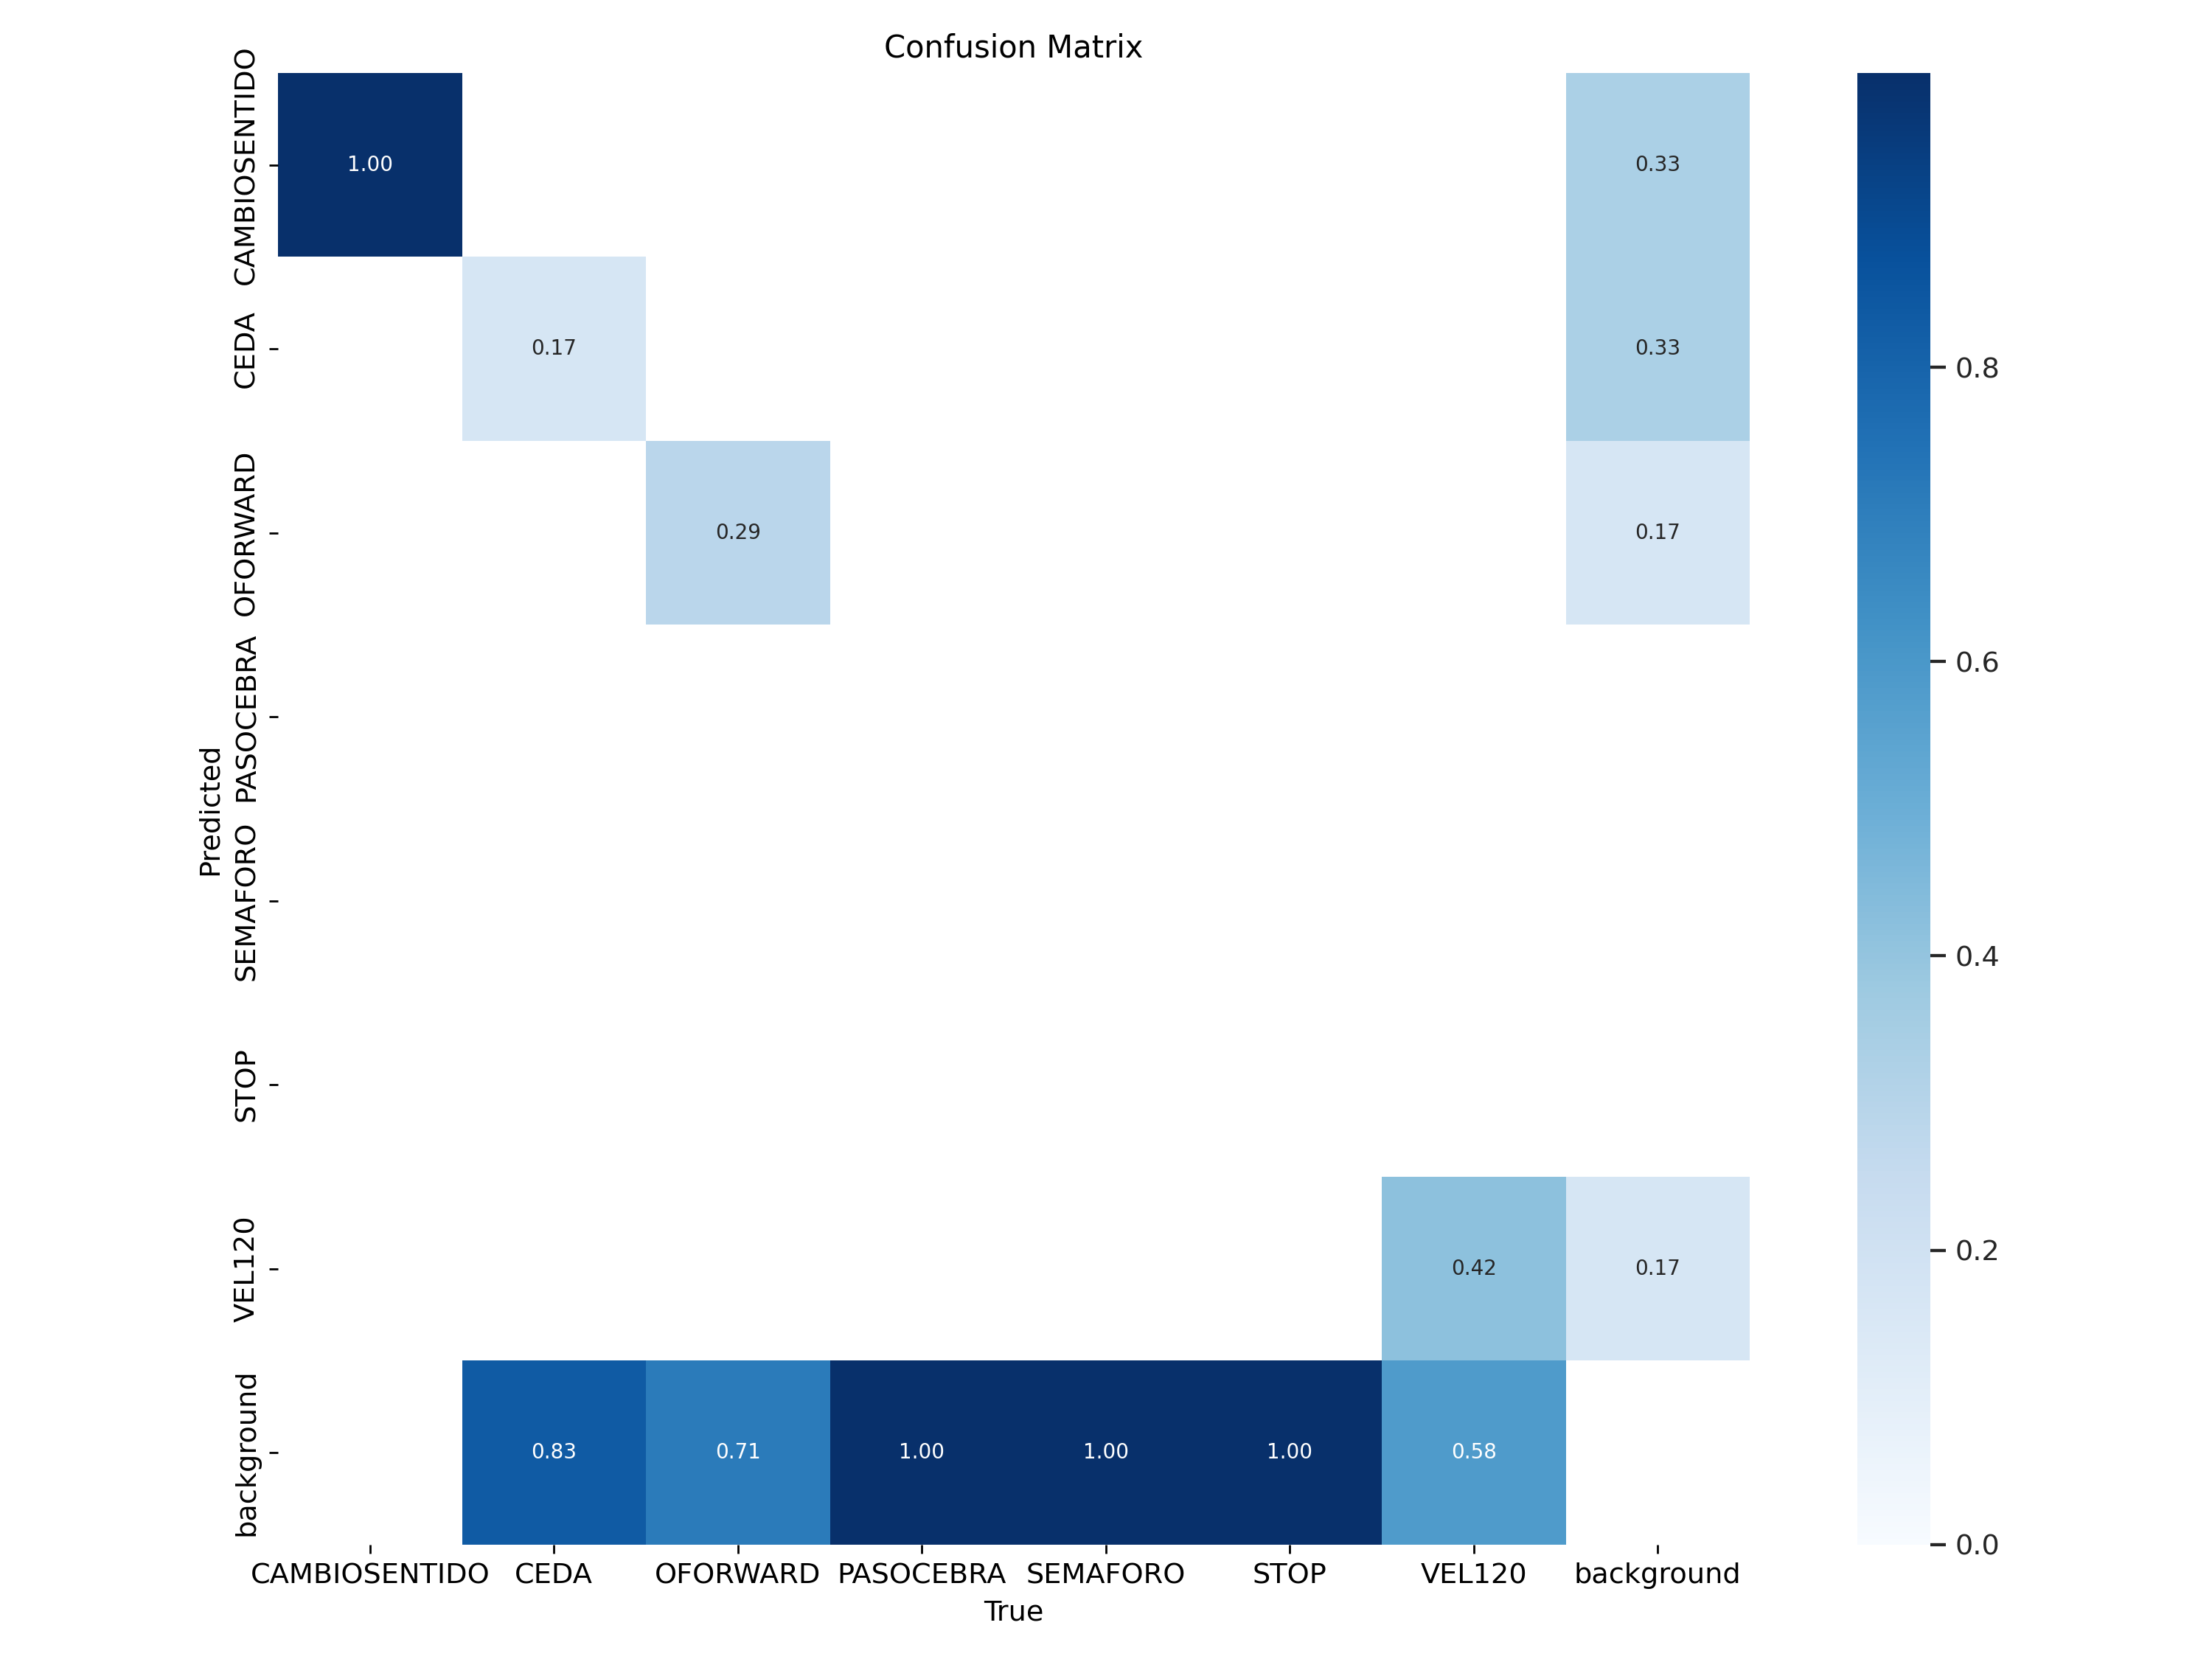 Confusion Matrix
CAMBIOSENTIDO
1.00
0.33
CEDA
0.17
0.33
0.8
OFORWARD
0.29
0.17
0.6
PASOCEBRA
Predicted
SEMAFORO
0.4
STOP
VEL120
0.42
0.17
0.2
background
0.83
0.71
1.00
1.00
1.00
0.58
0.0
CAMBIOSENTIDO CEDA OFORWARD PASOCEBRA SEMAFORO STOP VEL120 background
True